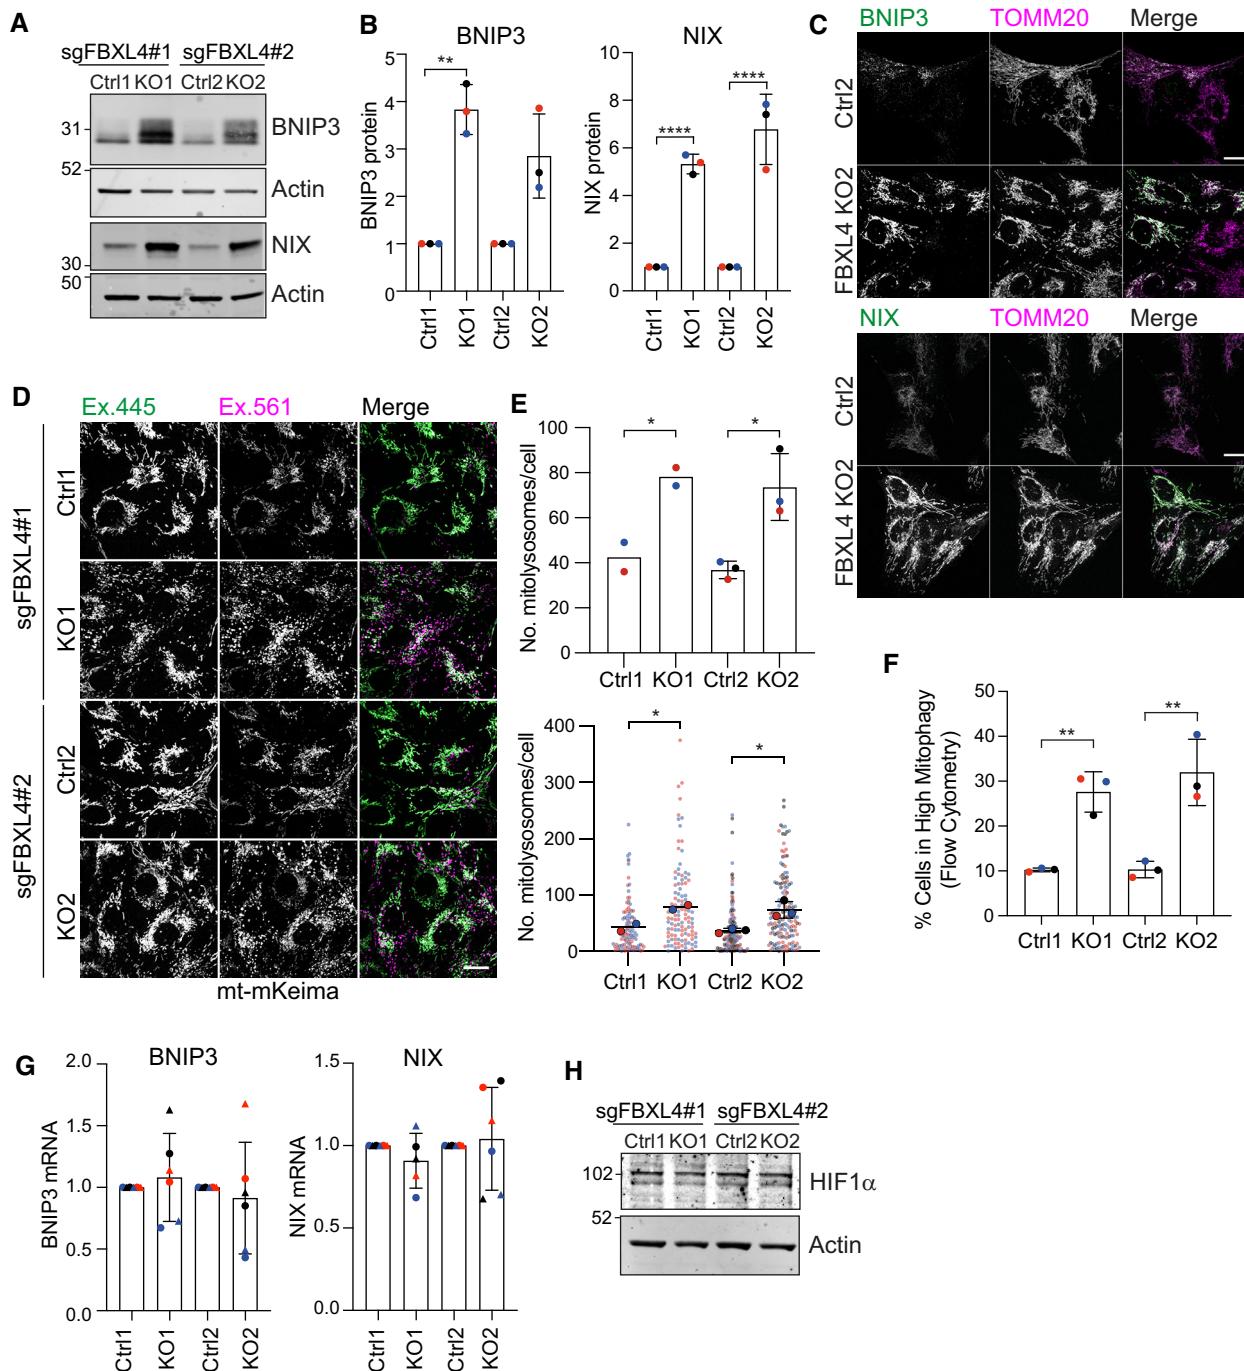 A
sgFBXL4#1 sgFBXL4#2
Ctrl1 KO1 Ctrl2 KO2
31
BNIP3
52
Actin
NIX
30
50
Actin
B
BNIP3
BNIP3 protein
5
4
3
2
1
0
**
Ctrl1
KO1
Ctrl2
KO2
NIX
NIX protein
10
8
6
4
2
0
****
****
Ctrl1
KO1
Ctrl2
KO2
C
BNIP3 TOMM20 Merge
Ctrl2
FBXL4 KO2
NIX TOMM20 Merge
Ctrl2
FBXL4 KO2
D
Ex.445 Ex.561 Merge
sgFBXL4#1
Ctrl1
KO1
sgFBXL4#2
Ctrl2
KO2
mt-mKeima
E
No. mitolysosomes/cell
100
80
60
40
20
0
*
*
Ctrl1 KO1 Ctrl2 KO2
No. mitolysosomes/cell
400
300
200
100
0
*
*
Ctrl1 KO1 Ctrl2 KO2
F
% Cells in High Mitophagy
(Flow Cytometry)
50
40
30
20
10
0
**
**
Ctrl1 KO1 Ctrl2 KO2
G
BNIP3
BNIP3 mRNA
2.0
1.5
1.0
0.5
0.0
Ctrl1
KO1
Ctrl2
KO2
NIX
NIX mRNA
1.5
1.0
0.5
0.0
Ctrl1
KO1
Ctrl2
KO2
H
sgFBXL4#1 sgFBXL4#2
Ctrl1 KO1 Ctrl2 KO2
102
HIF1α
52
Actin